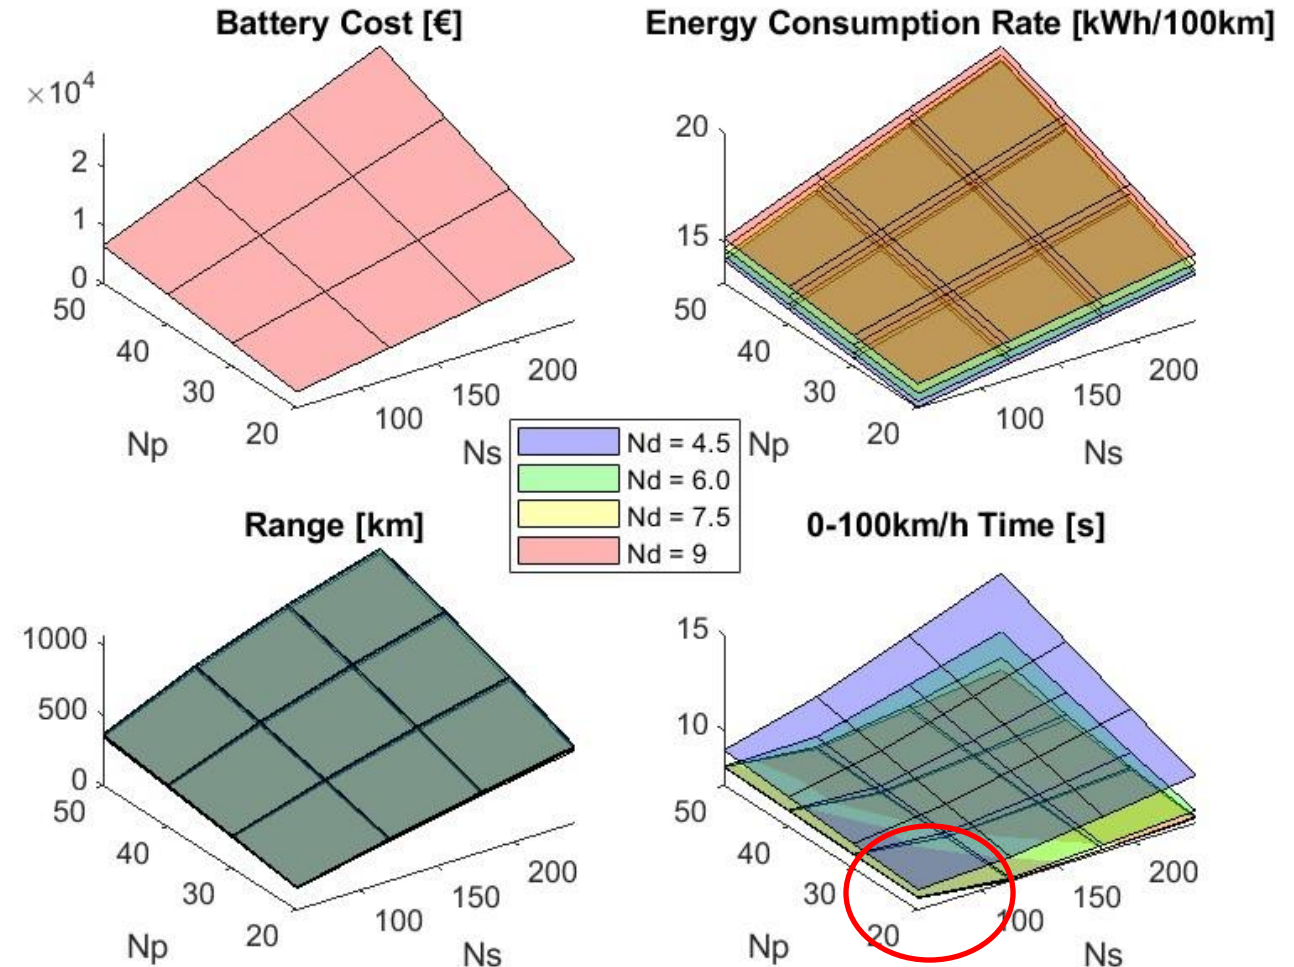 Battery Cost [€]
×10⁴
2
1
0
50
40
30
20
Np
100
150
200
Ns
Energy Consumption Rate [kWh/100km]
20
15
50
40
30
20
Np
100
150
200
Ns
Nd = 4.5
Nd = 6.0
Nd = 7.5
Nd = 9
Range [km]
1000
500
0
50
40
30
20
Np
100
150
200
Ns
0-100km/h Time [s]
15
10
50
40
30
20
Np
100
150
200
Ns